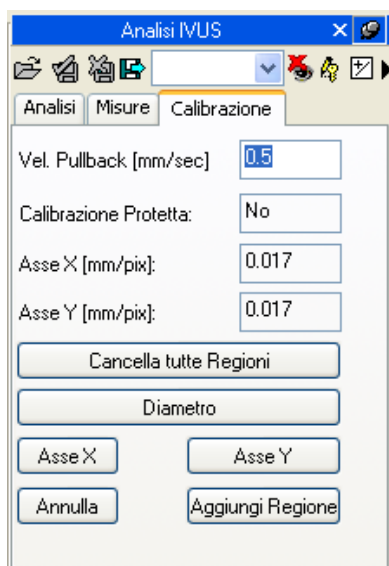 Analisi IVUS
Analisi Misure Calibrazione
Vel. Pullback [mm/sec] 0.5
Calibrazione Protetta: No
Asse X [mm/pix]: 0.017
Asse Y [mm/pix]: 0.017
Cancella tutte Regioni
Diametro
Asse X Asse Y
Annulla Aggiungi Regione